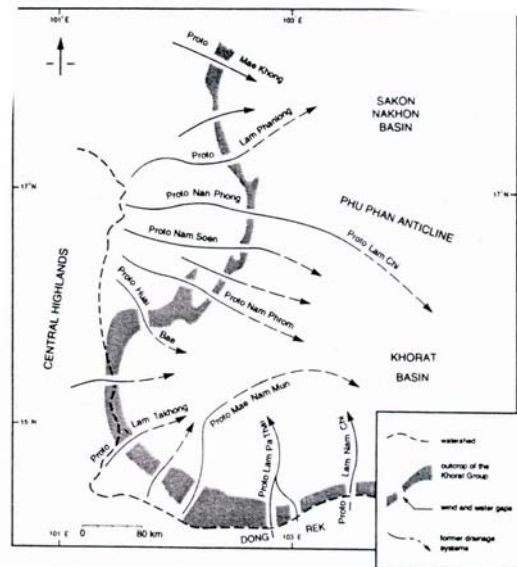 101°E
103°E
Proto Mae Khong
SAKON
NAKHON
BASIN
Proto Lam Phaniong
17°N
17°N
Proto Nan Phong
PHU PHAN ANTICLINE
Proto Lam Chi
Proto Nam Soen
Proto Huai Bae
Proto Nam Phrom
CENTRAL HIGHLANDS
KHORAT
BASIN
15°N
Proto Lam Takhong
Proto Mae Nam Mun
Proto Lam Pa Thia
Proto Lam Nam Chi
DONG REK
101°E
0 80 km
103°E
watershed
outcrop of the
Khorat Group
wind and water gaps
former drainage
systems